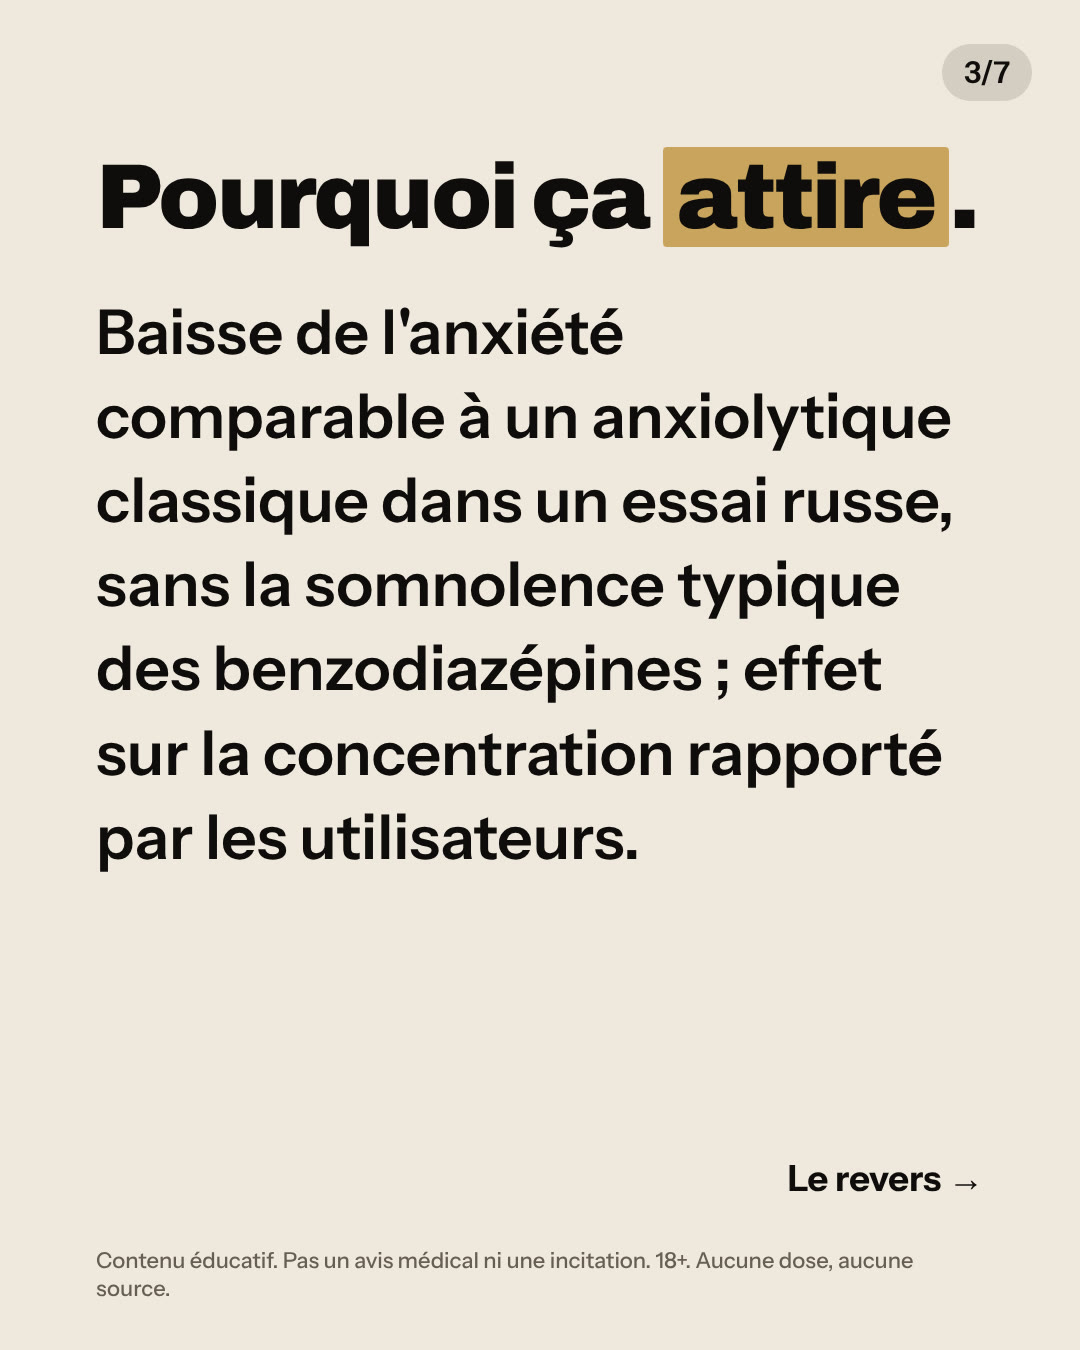 3/7
Pourquoi ça attire.
Baisse de l'anxiété
comparable à un anxiolytique
classique dans un essai russe,
sans la somnolence typique
des benzodiazépines ; effet
sur la concentration rapporté
par les utilisateurs.
Le revers →
Contenu éducatif. Pas un avis médical ni une incitation. 18+. Aucune dose, aucune
source.